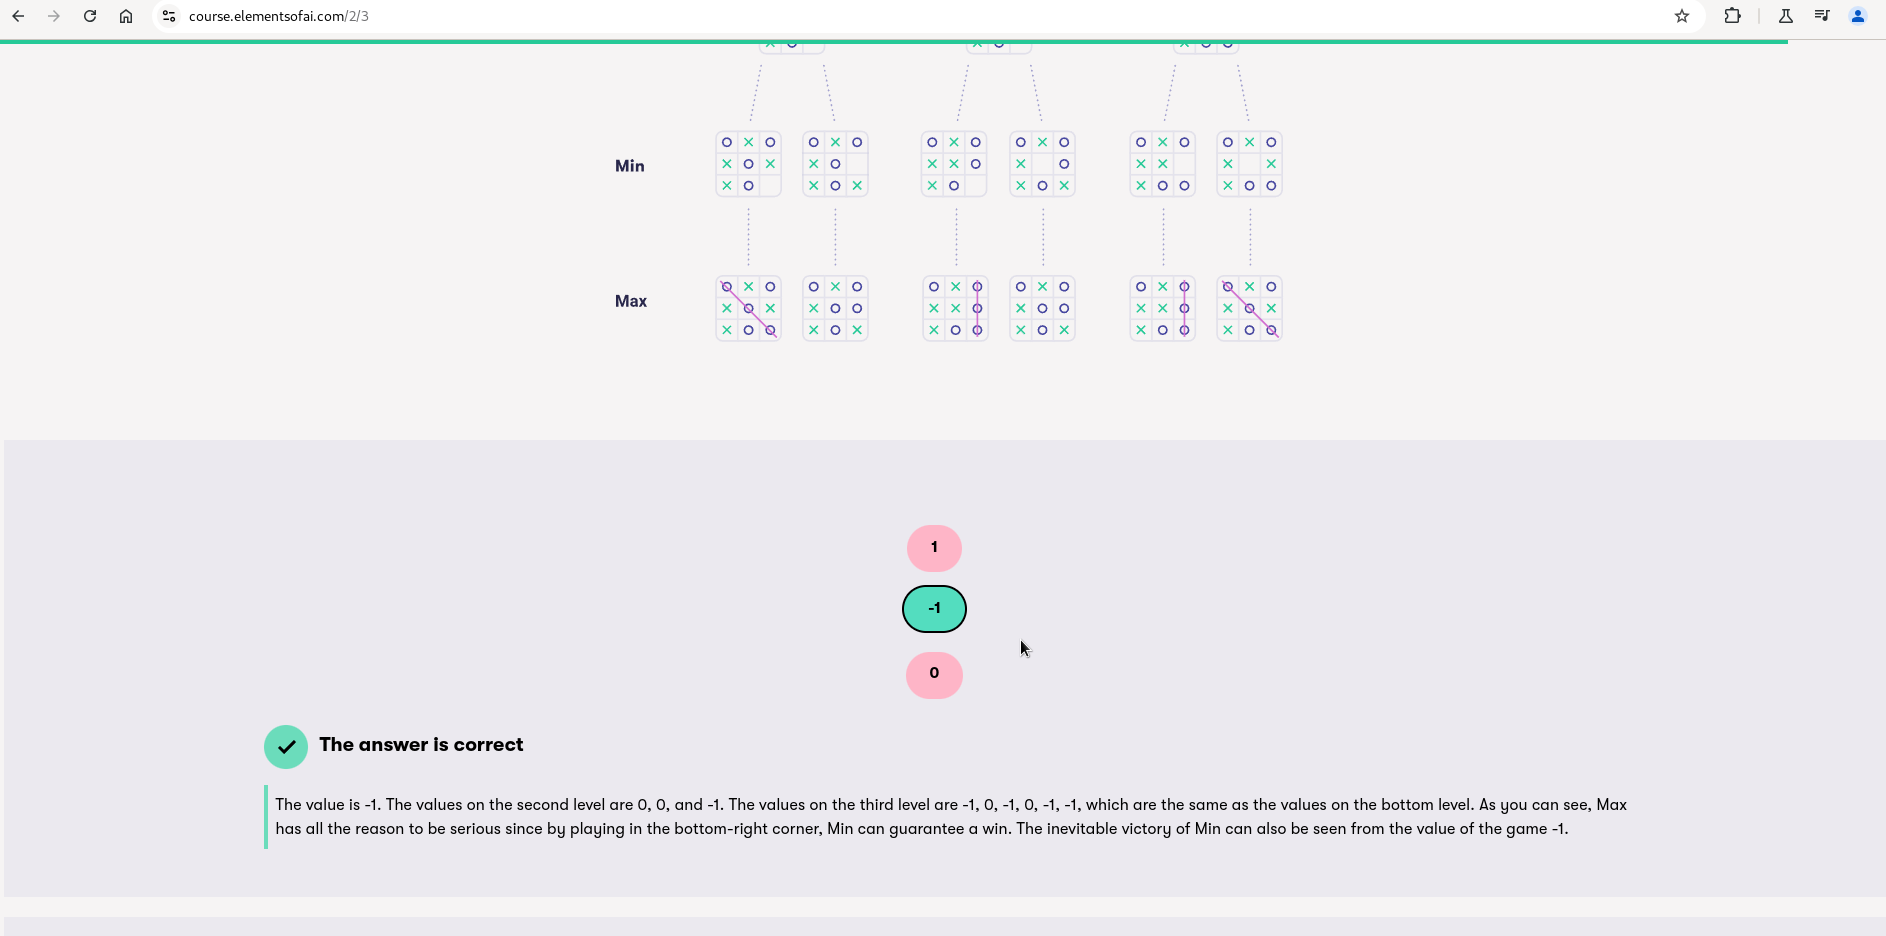 course.elementsofai.com/2/3
× O
× O
× O O
Min
O × O
× O ×
× O
O × O
× O
× O ×
O × O
× × O
× O
O × O
× O
× O ×
O × O
× ×
× O O
O × O
× ×
× O O
Max
O × O
× O ×
× O O
O × O
× O O
× O ×
O × O
× × O
× O O
O × O
× O O
× O ×
O × O
× × O
× O O
O × O
× O ×
× O O
1
-1
0
The answer is correct
The value is -1. The values on the second level are 0, 0, and -1. The values on the third level are -1, 0, -1, 0, -1, -1, which are the same as the values on the bottom level. As you can see, Max
has all the reason to be serious since by playing in the bottom-right corner, Min can guarantee a win. The inevitable victory of Min can also be seen from the value of the game -1.